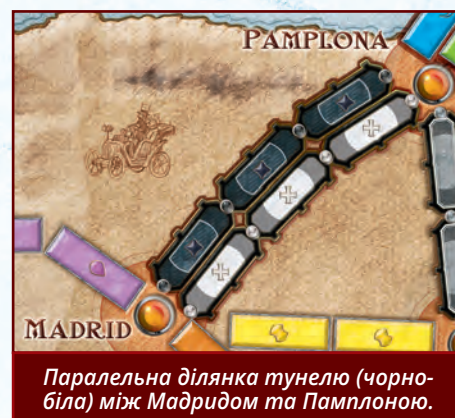 PAMPLONA
MADRID
Паралельна ділянка тунелю (чорно-
біла) між Мадридом та Памплоною.